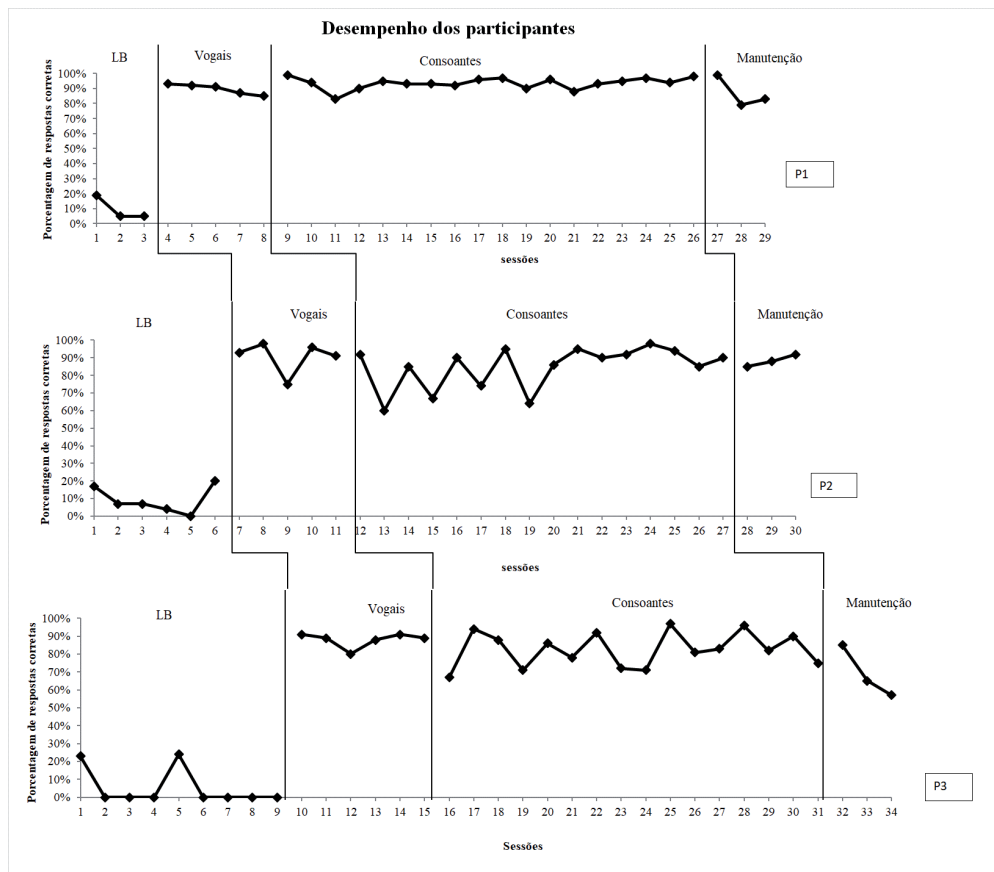 Desempenho dos participantes
LB
Vogais
Consoantes
Manutenção
Porcentagem de respostas corretas
100%
90%
80%
70%
60%
50%
40%
30%
20%
10%
0%
1 2 3 4 5 6 7 8 9 10 11 12 13 14 15 16 17 18 19 20 21 22 23 24 25 26 27 28 29
sessões
P1
LB
Vogais
Consoantes
Manutenção
Porcentagem de respostas corretas
100%
90%
80%
70%
60%
50%
40%
30%
20%
10%
0%
1 2 3 4 5 6 7 8 9 10 11 12 13 14 15 16 17 18 19 20 21 22 23 24 25 26 27 28 29 30
sessões
P2
LB
Vogais
Consoantes
Manutenção
Porcentagem de respostas corretas
100%
90%
80%
70%
60%
50%
40%
30%
20%
10%
0%
1 2 3 4 5 6 7 8 9 10 11 12 13 14 15 16 17 18 19 20 21 22 23 24 25 26 27 28 29 30 31 32 33 34
Sessões
P3